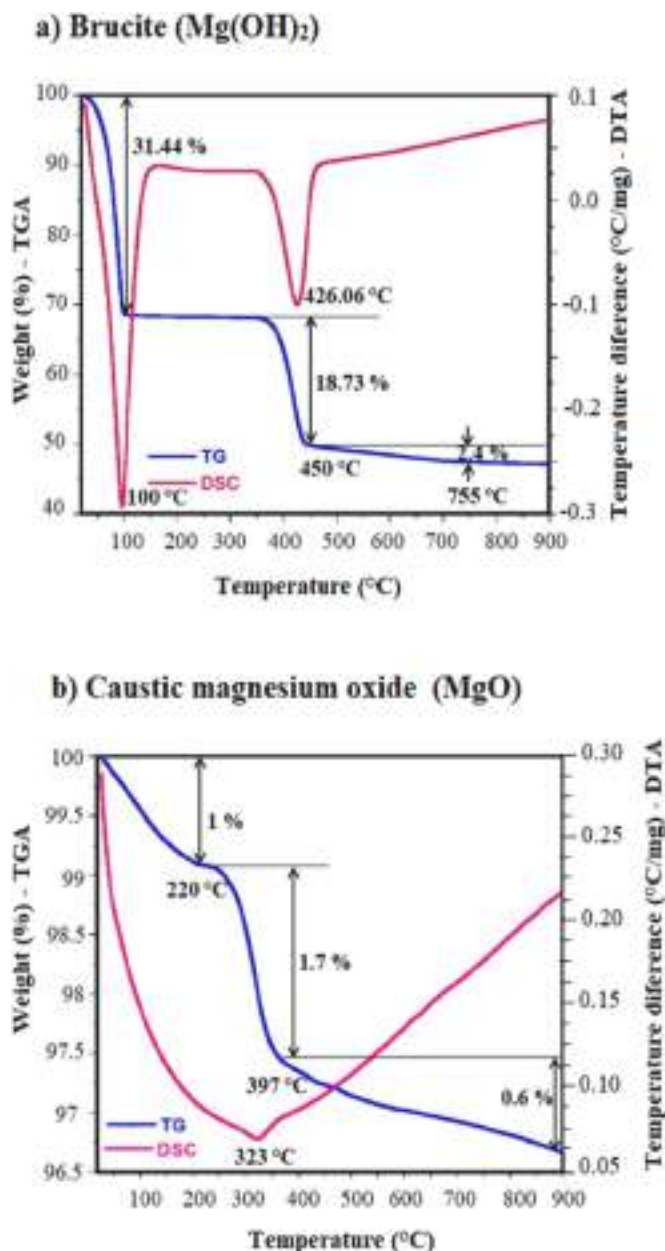 a) Brucite (Mg(OH)₂)
100
90
80
70
60
50
40
Weight (%) - TGA
31.44 %
426.06 °C
18.73 %
TG
DSC
450 °C
7.4 %
100 °C
755 °C
0.1
0.0
-0.1
-0.2
-0.3
Temperature diference (°C/mg) - DTA
100 200 300 400 500 600 700 800 900
Temperature (°C)
b) Caustic magnesium oxide (MgO)
100
99.5
99
98.5
98
97.5
97
96.5
Weight (%) - TGA
1 %
220 °C
1.7 %
397 °C
0.6 %
TG
DSC
323 °C
0.30
0.25
0.20
0.15
0.10
0.05
Temperature diference (°C/mg) - DTA
100 200 300 400 500 600 700 800 900
Temperature (°C)